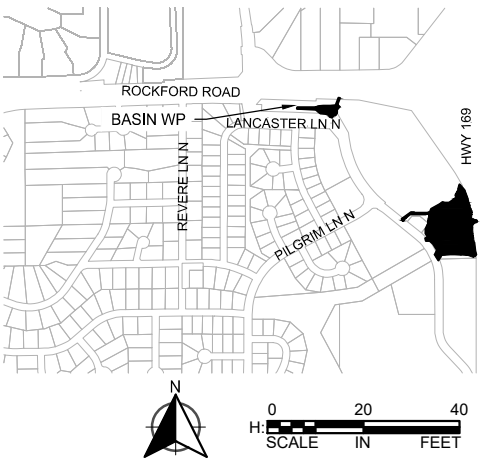 ROCKFORD ROAD
BASIN WP
LANCASTER LN N
HWY 169
REVERE LN N
PILGRIM LN N
N
0 20 40
H:
SCALE IN FEET